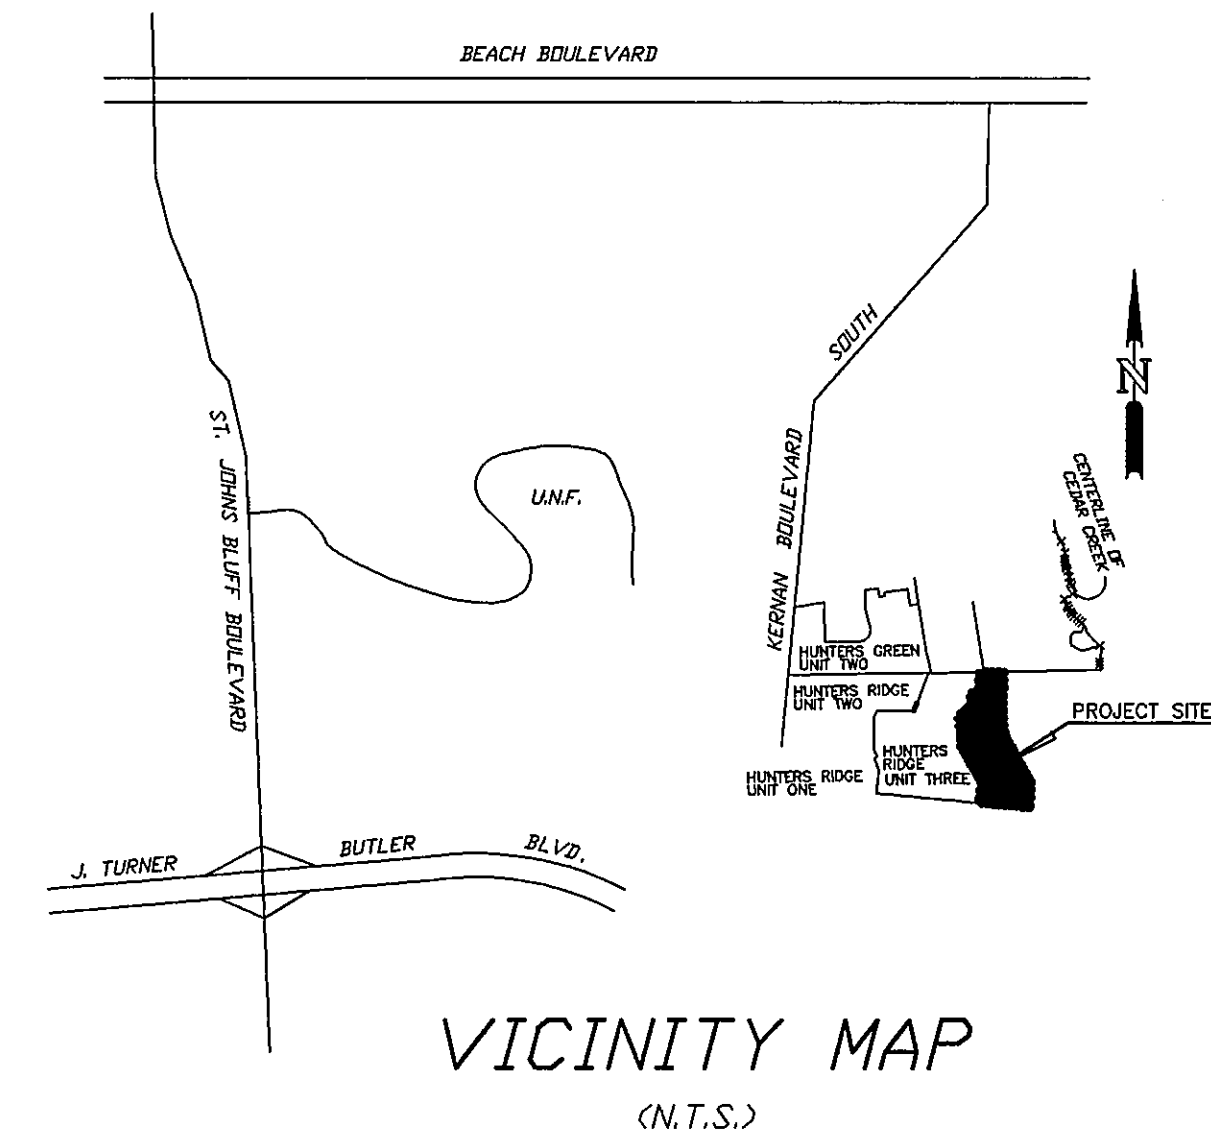 BEACH BOULEVARD
SOUTH
N
ST. JOHNS BLUFF BOULEVARD
KERNAN BOULEVARD
CENTERLINE OF
CEDAR CREEK
U.N.F.
HUNTERS GREEN
UNIT TWO
HUNTERS RIDGE
UNIT TWO
PROJECT SITE
HUNTERS
RIDGE
UNIT THREE
HUNTERS RIDGE
UNIT ONE
J. TURNER BUTLER BLVD.
VICINITY MAP
(N.T.S.)